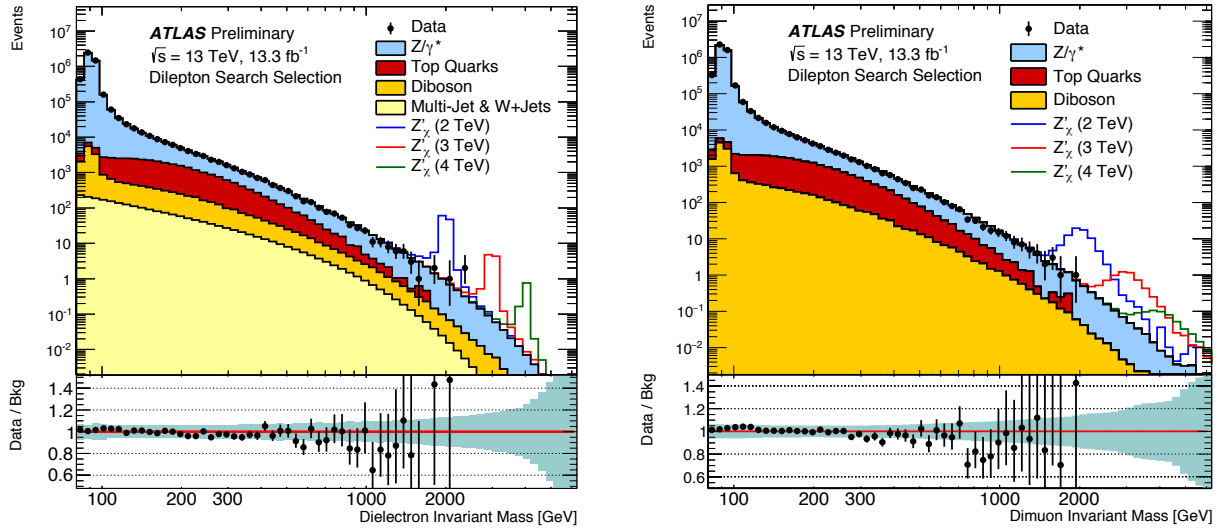 Events
10⁷
10⁶
10⁵
10⁴
10³
10²
10
1
10⁻¹
10⁻²
ATLAS Preliminary
√s = 13 TeV, 13.3 fb⁻¹
Dilepton Search Selection
Data
Z/γ*
Top Quarks
Diboson
Multi-Jet & W+Jets
Z'χ (2 TeV)
Z'χ (3 TeV)
Z'χ (4 TeV)
Data / Bkg
1.4
1.2
1
0.8
0.6
100 200 300 1000 2000
Dielectron Invariant Mass [GeV]
Events
10⁷
10⁶
10⁵
10⁴
10³
10²
10
1
10⁻¹
10⁻²
ATLAS Preliminary
√s = 13 TeV, 13.3 fb⁻¹
Dilepton Search Selection
Data
Z/γ*
Top Quarks
Diboson
Z'χ (2 TeV)
Z'χ (3 TeV)
Z'χ (4 TeV)
Data / Bkg
1.4
1.2
1
0.8
0.6
100 200 300 1000 2000
Dimuon Invariant Mass [GeV]